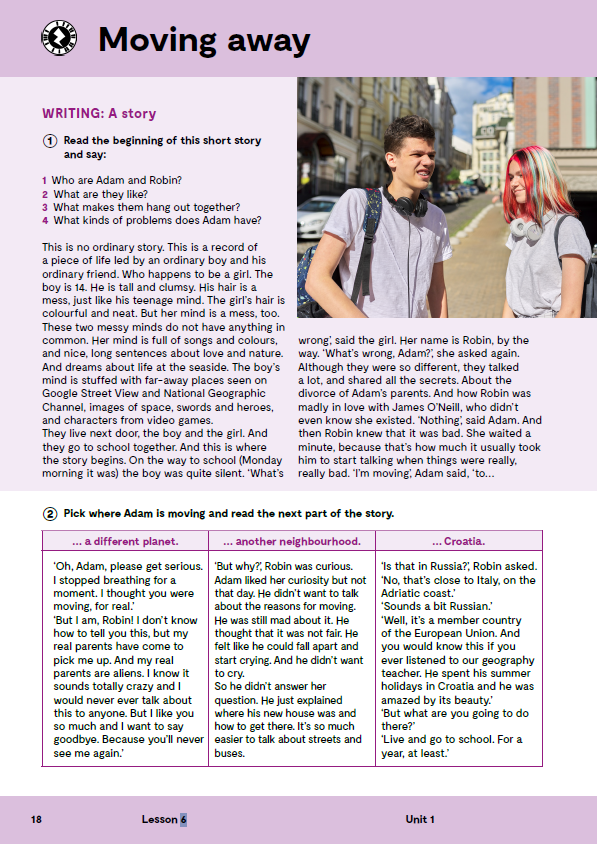 Moving away
WRITING: A story
1 Read the beginning of this short story
and say:
1 Who are Adam and Robin?
2 What are they like?
3 What makes them hang out together?
4 What kinds of problems does Adam have?
This is no ordinary story. This is a record of
a piece of life led by an ordinary boy and his
ordinary friend. Who happens to be a girl. The
boy is 14. He is tall and clumsy. His hair is a
mess, just like his teenage mind. The girl's hair is
colourful and neat. But her mind is a mess, too.
These two messy minds do not have anything in
common. Her mind is full of songs and colours,
and nice, long sentences about love and nature.
And dreams about life at the seaside. The boy's
mind is stuffed with far-away places seen on
Google Street View and National Geographic
Channel, images of space, swords and heroes,
and characters from video games.
They live next door, the boy and the girl. And
they go to school together. And this is where
the story begins. On the way to school (Monday
morning it was) the boy was quite silent. 'What's
wrong', said the girl. Her name is Robin, by the
way. 'What's wrong, Adam?', she asked again.
Although they were so different, they talked
a lot, and shared all the secrets. About the
divorce of Adam's parents. And how Robin was
madly in love with James O'Neill, who didn't
even know she existed. 'Nothing', said Adam. And
then Robin knew that it was bad. She waited a
minute, because that's how much it usually took
him to start talking when things were really,
really bad. 'I'm moving', Adam said, 'to...
2 Pick where Adam is moving and read the next part of the story.
... a different planet.
'Oh, Adam, please get serious.
I stopped breathing for a
moment. I thought you were
moving, for real.'
'But I am, Robin! I don't know
how to tell you this, but my
real parents have come to
pick me up. And my real
parents are aliens. I know it
sounds totally crazy and I
would never ever talk about
this to anyone. But I like you
so much and I want to say
goodbye. Because you'll never
see me again.'
... another neighbourhood.
'But why?', Robin was curious.
Adam liked her curiosity but not
that day. He didn't want to talk
about the reasons for moving.
He was still mad about it. He
thought that it was not fair. He
felt like he could fall apart and
start crying. And he didn't want
to cry.
So he didn't answer her
question. He just explained
where his new house was and
how to get there. It's so much
easier to talk about streets and
buses.
... Croatia.
'Is that in Russia?', Robin asked.
'No, that's close to Italy, on the
Adriatic coast.'
'Sounds a bit Russian.'
'Well, it's a member country
of the European Union. And
you would know this if you
ever listened to our geography
teacher. He spent his summer
holidays in Croatia and he was
amazed by its beauty.'
'But what are you going to do
there?'
'Live and go to school. For a
year, at least.'
18
Lesson 6
Unit 1